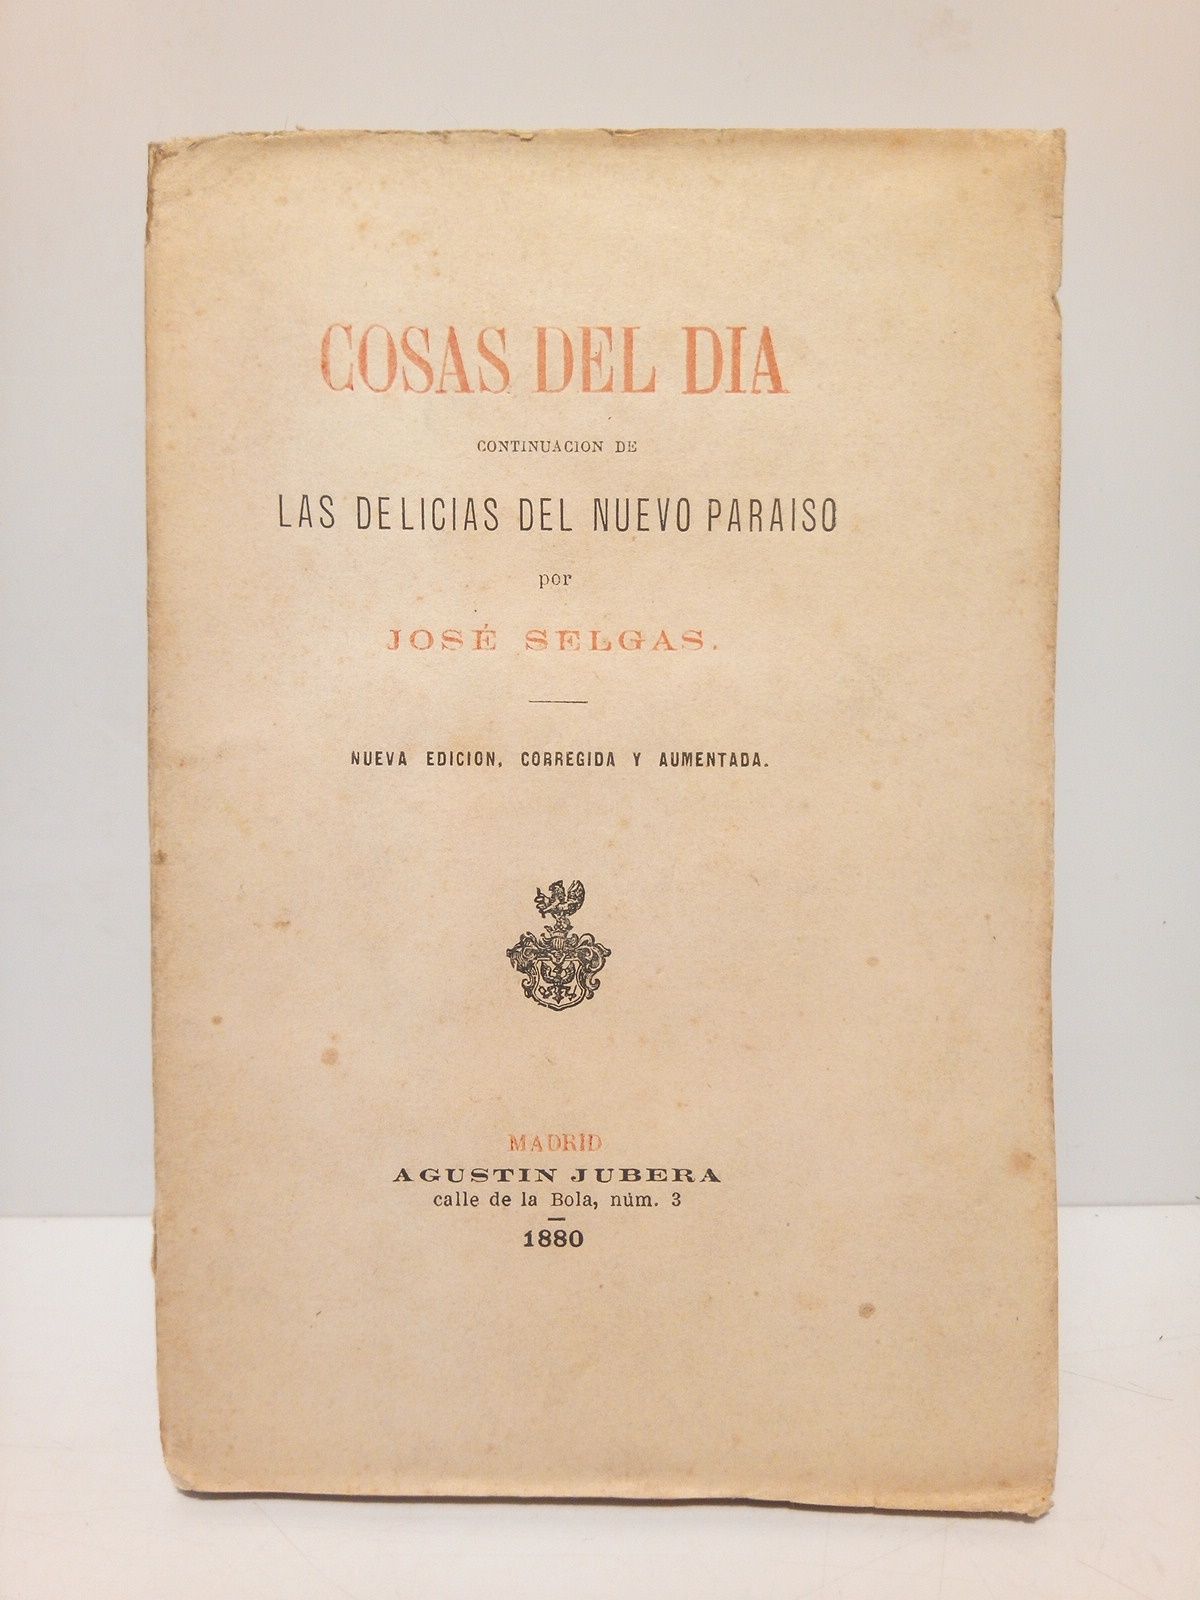 COSAS DEL DIA
CONTINUACION DE
LAS DELICIAS DEL NUEVO PARAISO
por
JOSÉ SELGAS.
NUEVA EDICION, CORREGIDA Y AUMENTADA.
MADRID
AGUSTIN JUBERA
calle de la Bola, núm. 3
1880